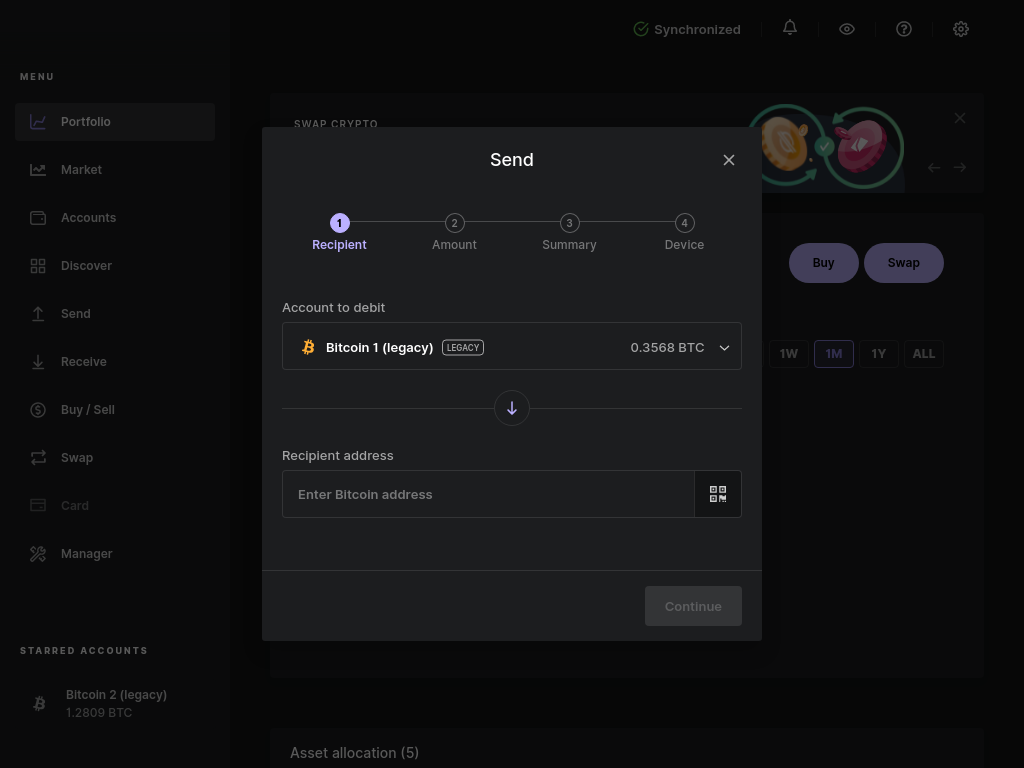 Synchronized
MENU
Portfolio
Market
Accounts
Discover
Send
Receive
Buy / Sell
Swap
Card
Manager
STARRED ACCOUNTS
Bitcoin 2 (legacy)
1.2809 BTC
SWAP CRYPTO
Buy
Swap
1W
1M
1Y
ALL
Asset allocation (5)
Send
1
2
3
4
Recipient
Amount
Summary
Device
Account to debit
Bitcoin 1 (legacy) LEGACY 0.3568 BTC
Recipient address
Enter Bitcoin address
Continue